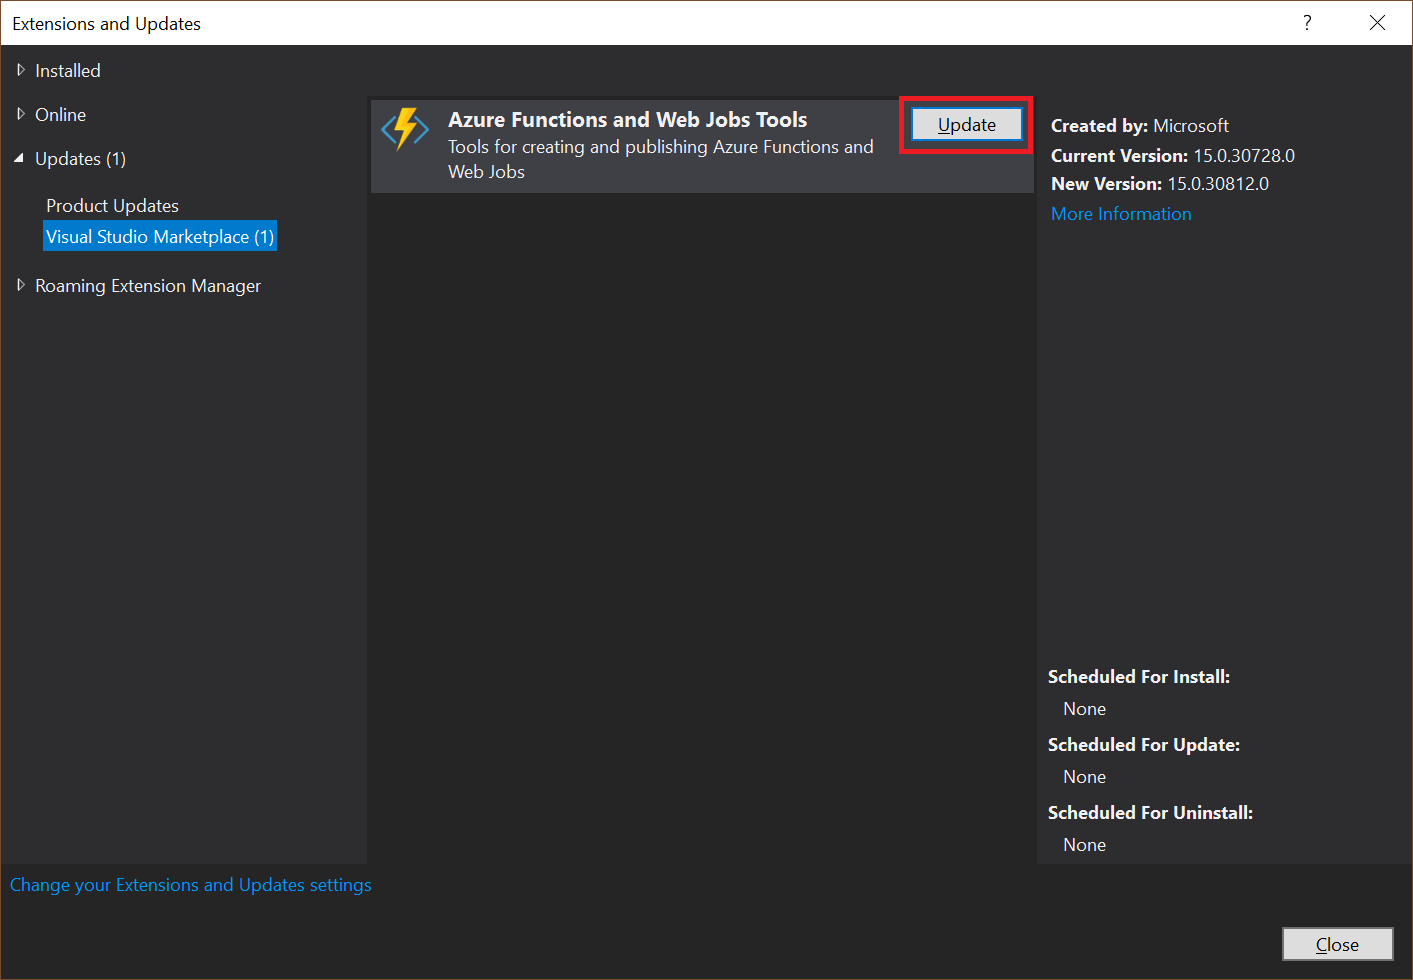 Extensions and Updates
?
Installed
Online
Updates (1)
Product Updates
Visual Studio Marketplace (1)
Roaming Extension Manager
Azure Functions and Web Jobs Tools
Tools for creating and publishing Azure Functions and
Web Jobs
Update
Created by: Microsoft
Current Version: 15.0.30728.0
New Version: 15.0.30812.0
More Information
Scheduled For Install:
None
Scheduled For Update:
None
Scheduled For Uninstall:
None
Change your Extensions and Updates settings
Close